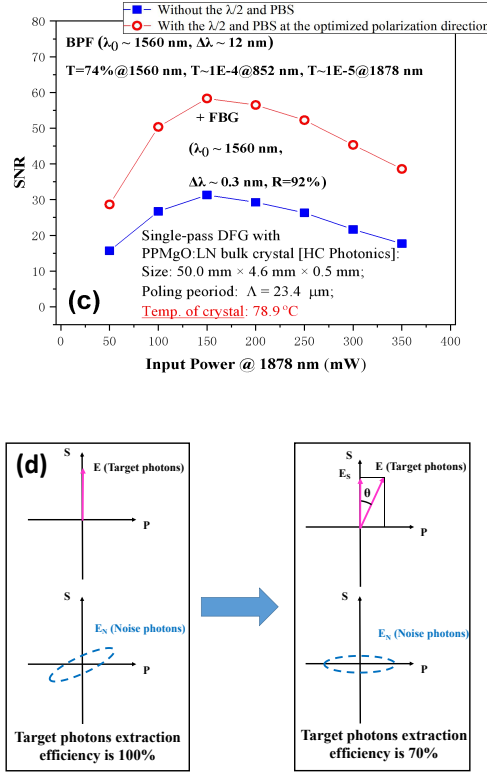 Without the λ/2 and PBS
With the λ/2 and PBS at the optimized polarization direction
BPF (λ0 ~ 1560 nm, Δλ ~ 12 nm)
T=74%@1560 nm, T~1E-4@852 nm, T~1E-5@1878 nm
+ FBG
(λ0 ~ 1560 nm,
Δλ ~ 0.3 nm, R=92%)
Single-pass DFG with
PPMgO:LN bulk crystal [HC Photonics]:
Size: 50.0 mm × 4.6 mm × 0.5 mm;
Poling peoriod: Λ = 23.4 μm;
Temp. of crystal: 78.9 °C
(c)
SNR
80
70
60
50
40
30
20
10
0
0 50 100 150 200 250 300 350 400
Input Power @ 1878 nm (mW)
(d)
S
E (Target photons)
P
S
EN (Noise photons)
P
Target photons extraction
efficiency is 100%
S
ES E (Target photons)
θ
P
S
EN (Noise photons)
P
Target photons extraction
efficiency is 70%